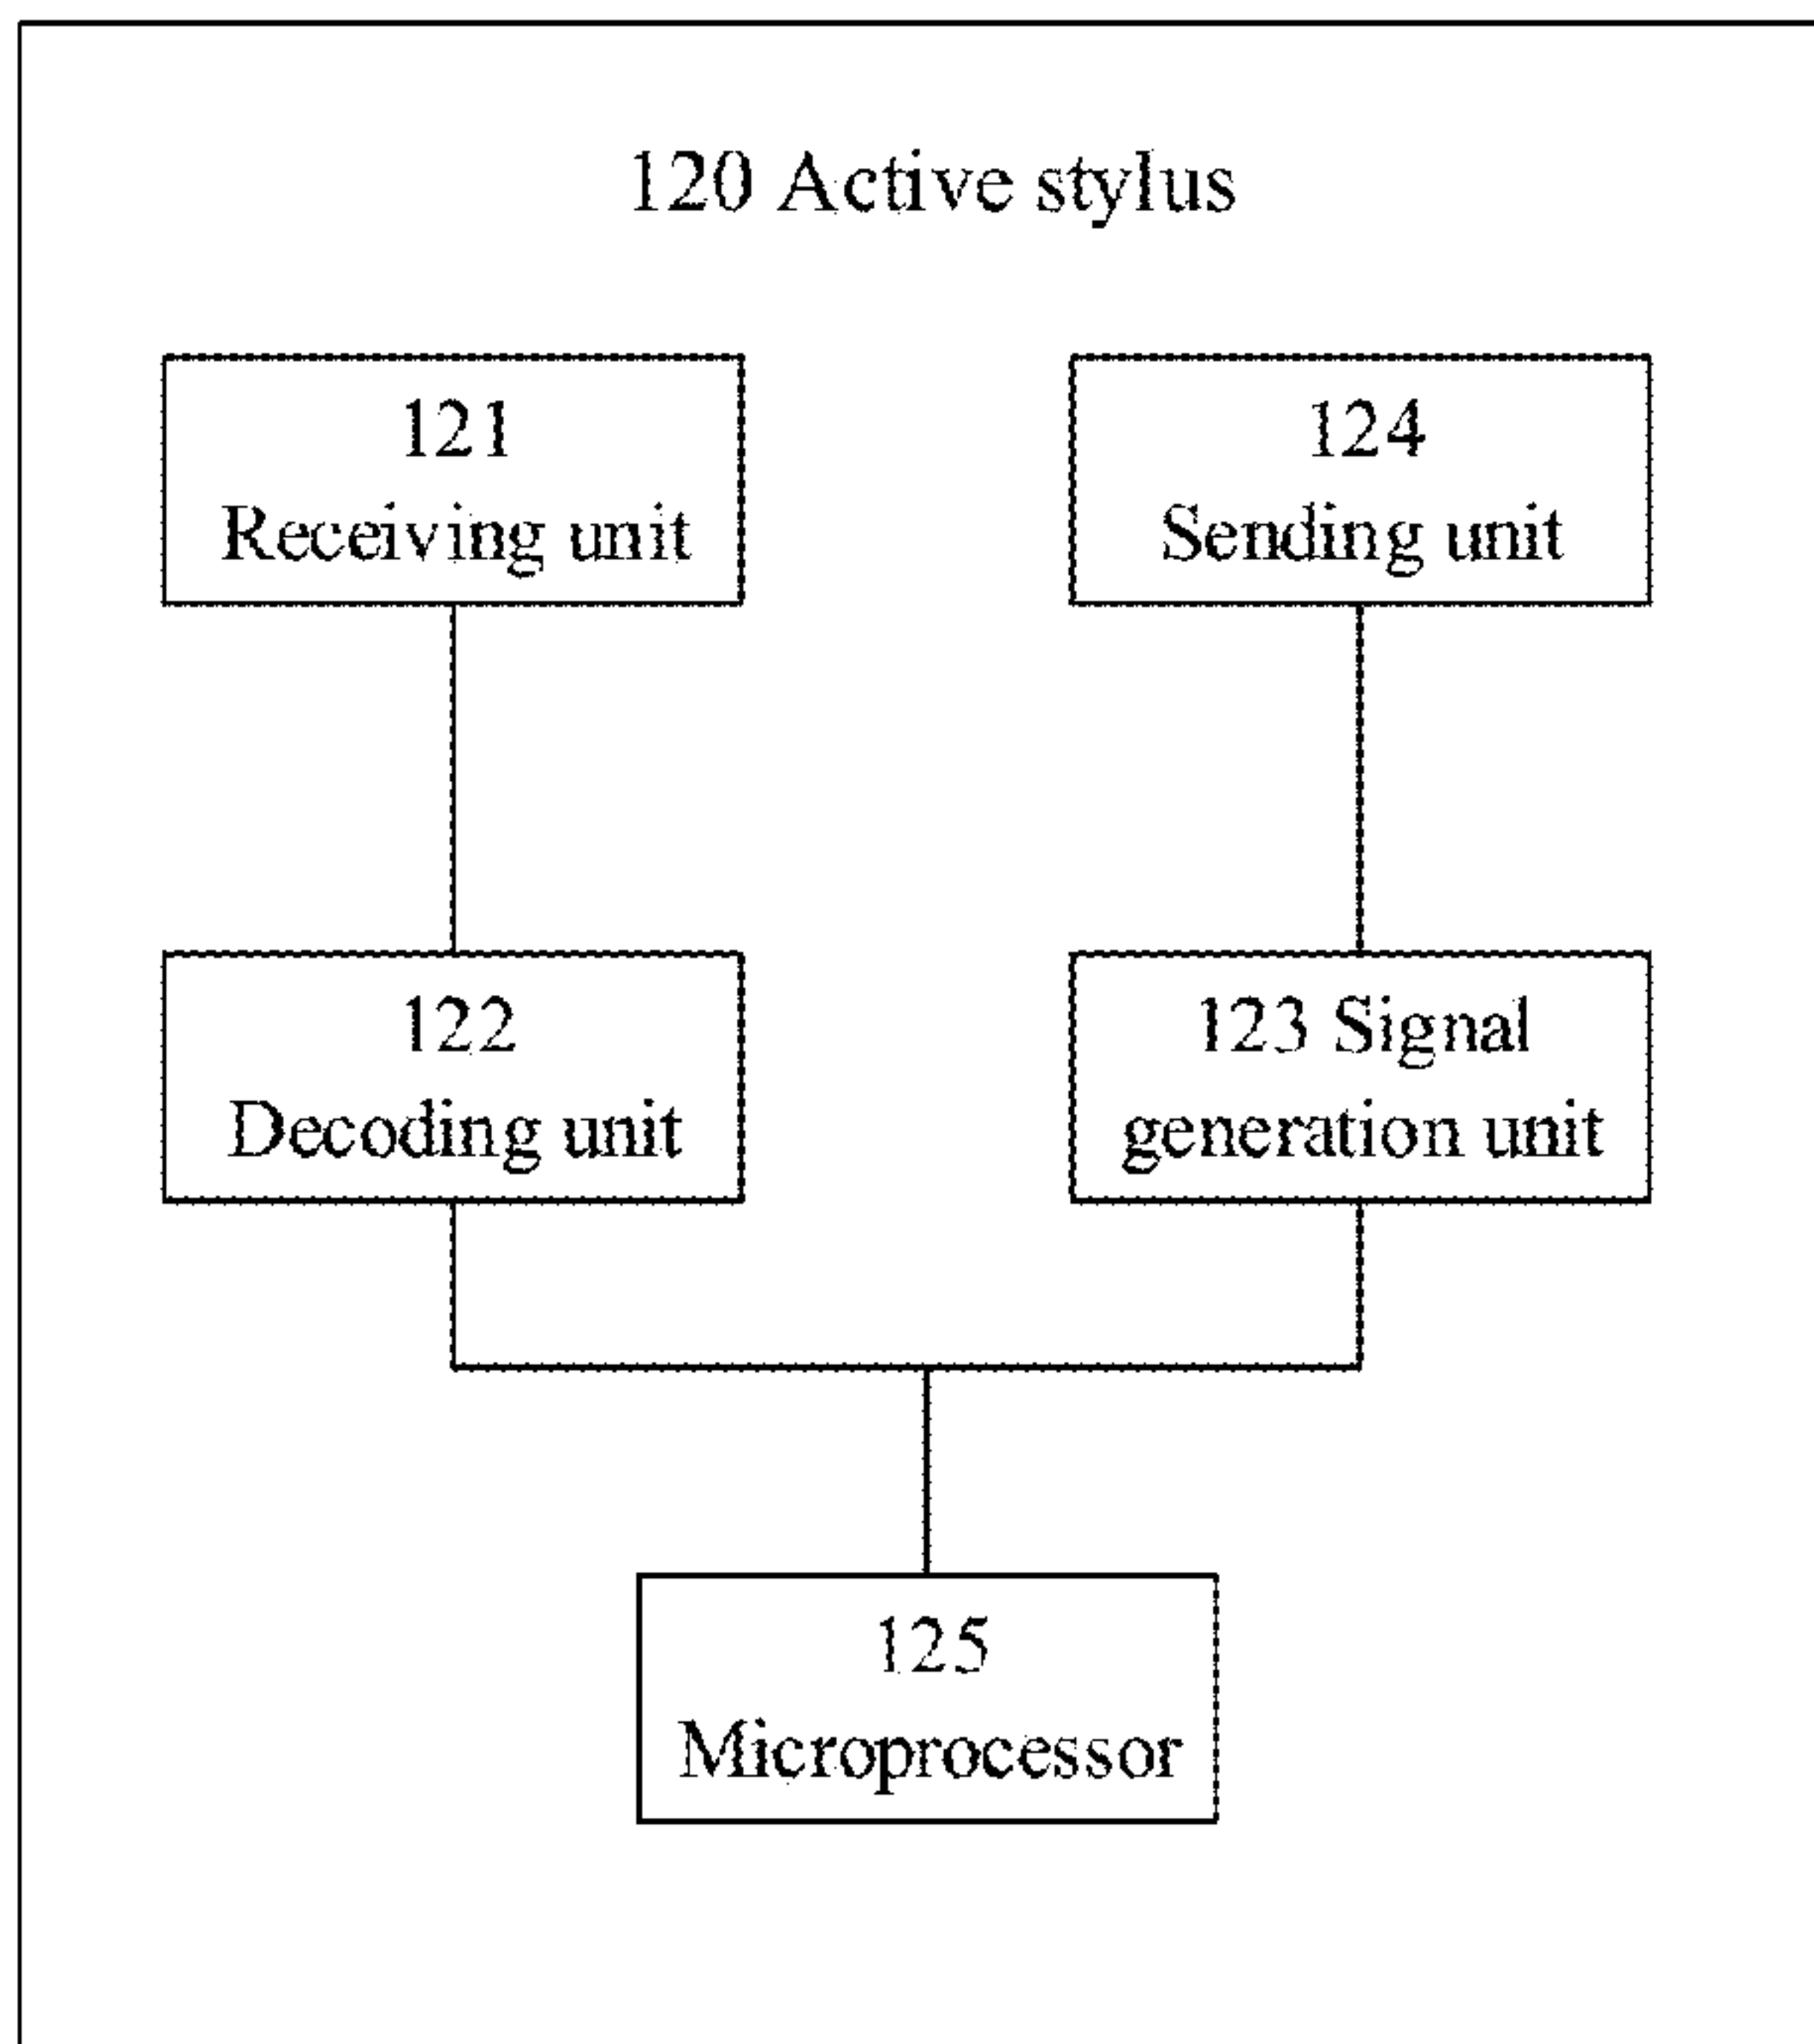 120 Active stylus
121
Receiving unit
124
Sending unit
122
Decoding unit
123 Signal
generation unit
125
Microprocessor